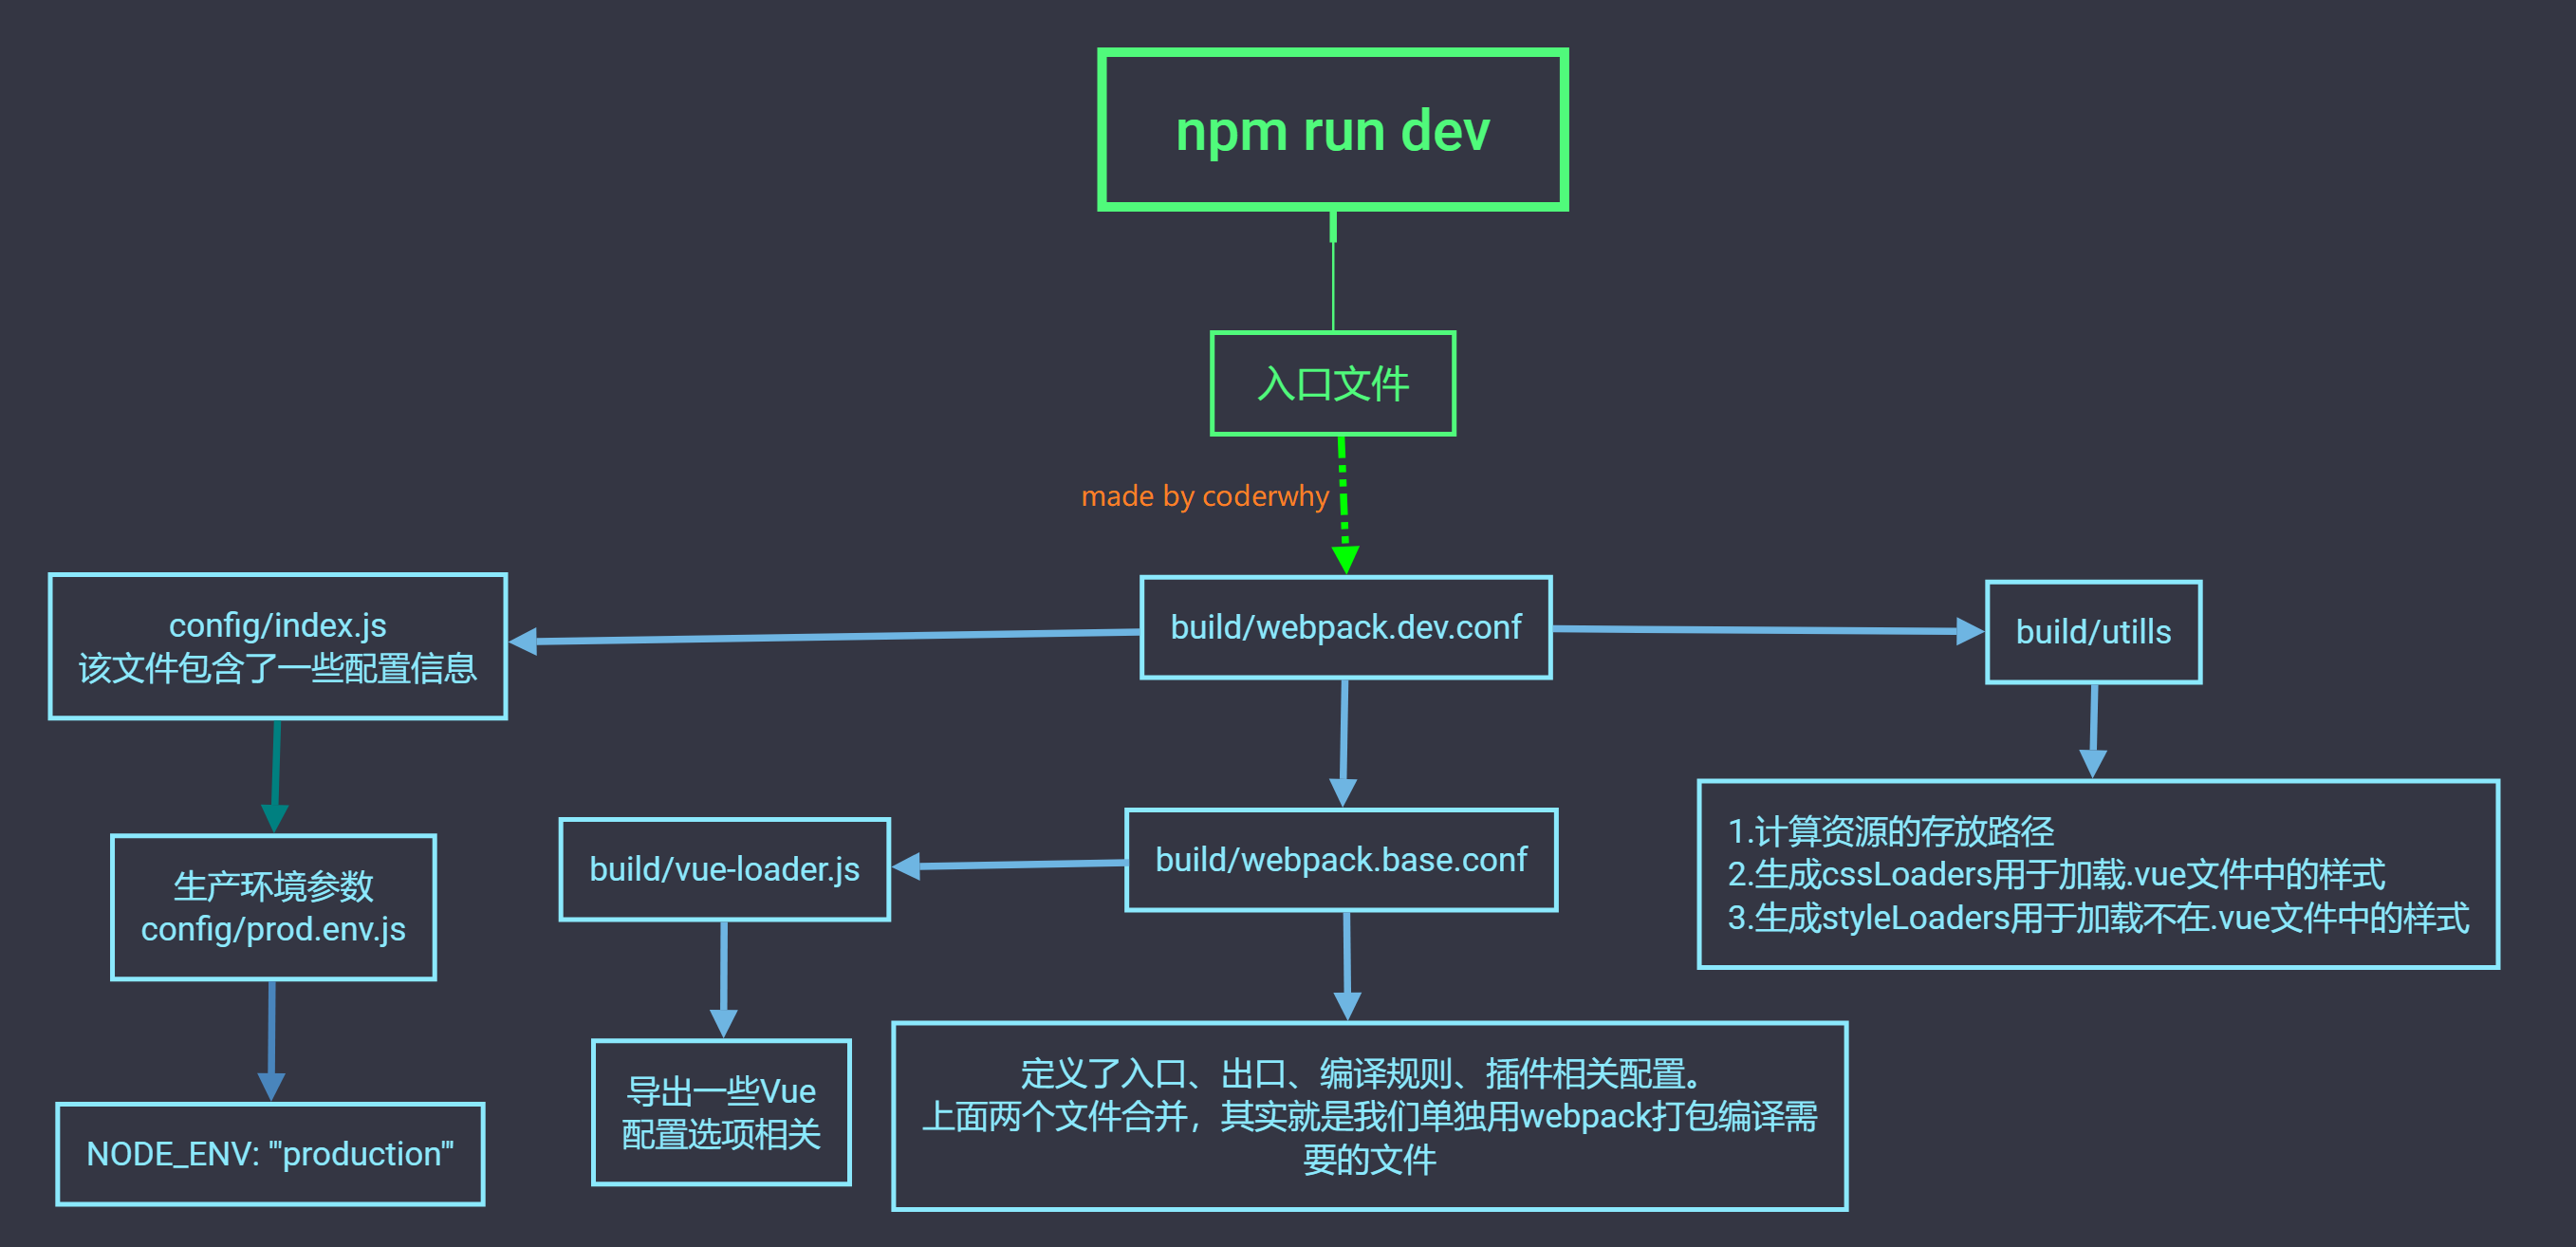 npm run dev
入口文件
made by coderwhy
config/index.js
该文件包含了一些配置信息
build/webpack.dev.conf
build/utills
生产环境参数
config/prod.env.js
build/vue-loader.js
build/webpack.base.conf
1.计算资源的存放路径
2.生成cssLoaders用于加载.vue文件中的样式
3.生成styleLoaders用于加载不在.vue文件中的样式
NODE_ENV: '"production"'
导出一些Vue
配置选项相关
定义了入口、出口、编译规则、插件相关配置。
上面两个文件合并，其实就是我们单独用webpack打包编译需
要的文件